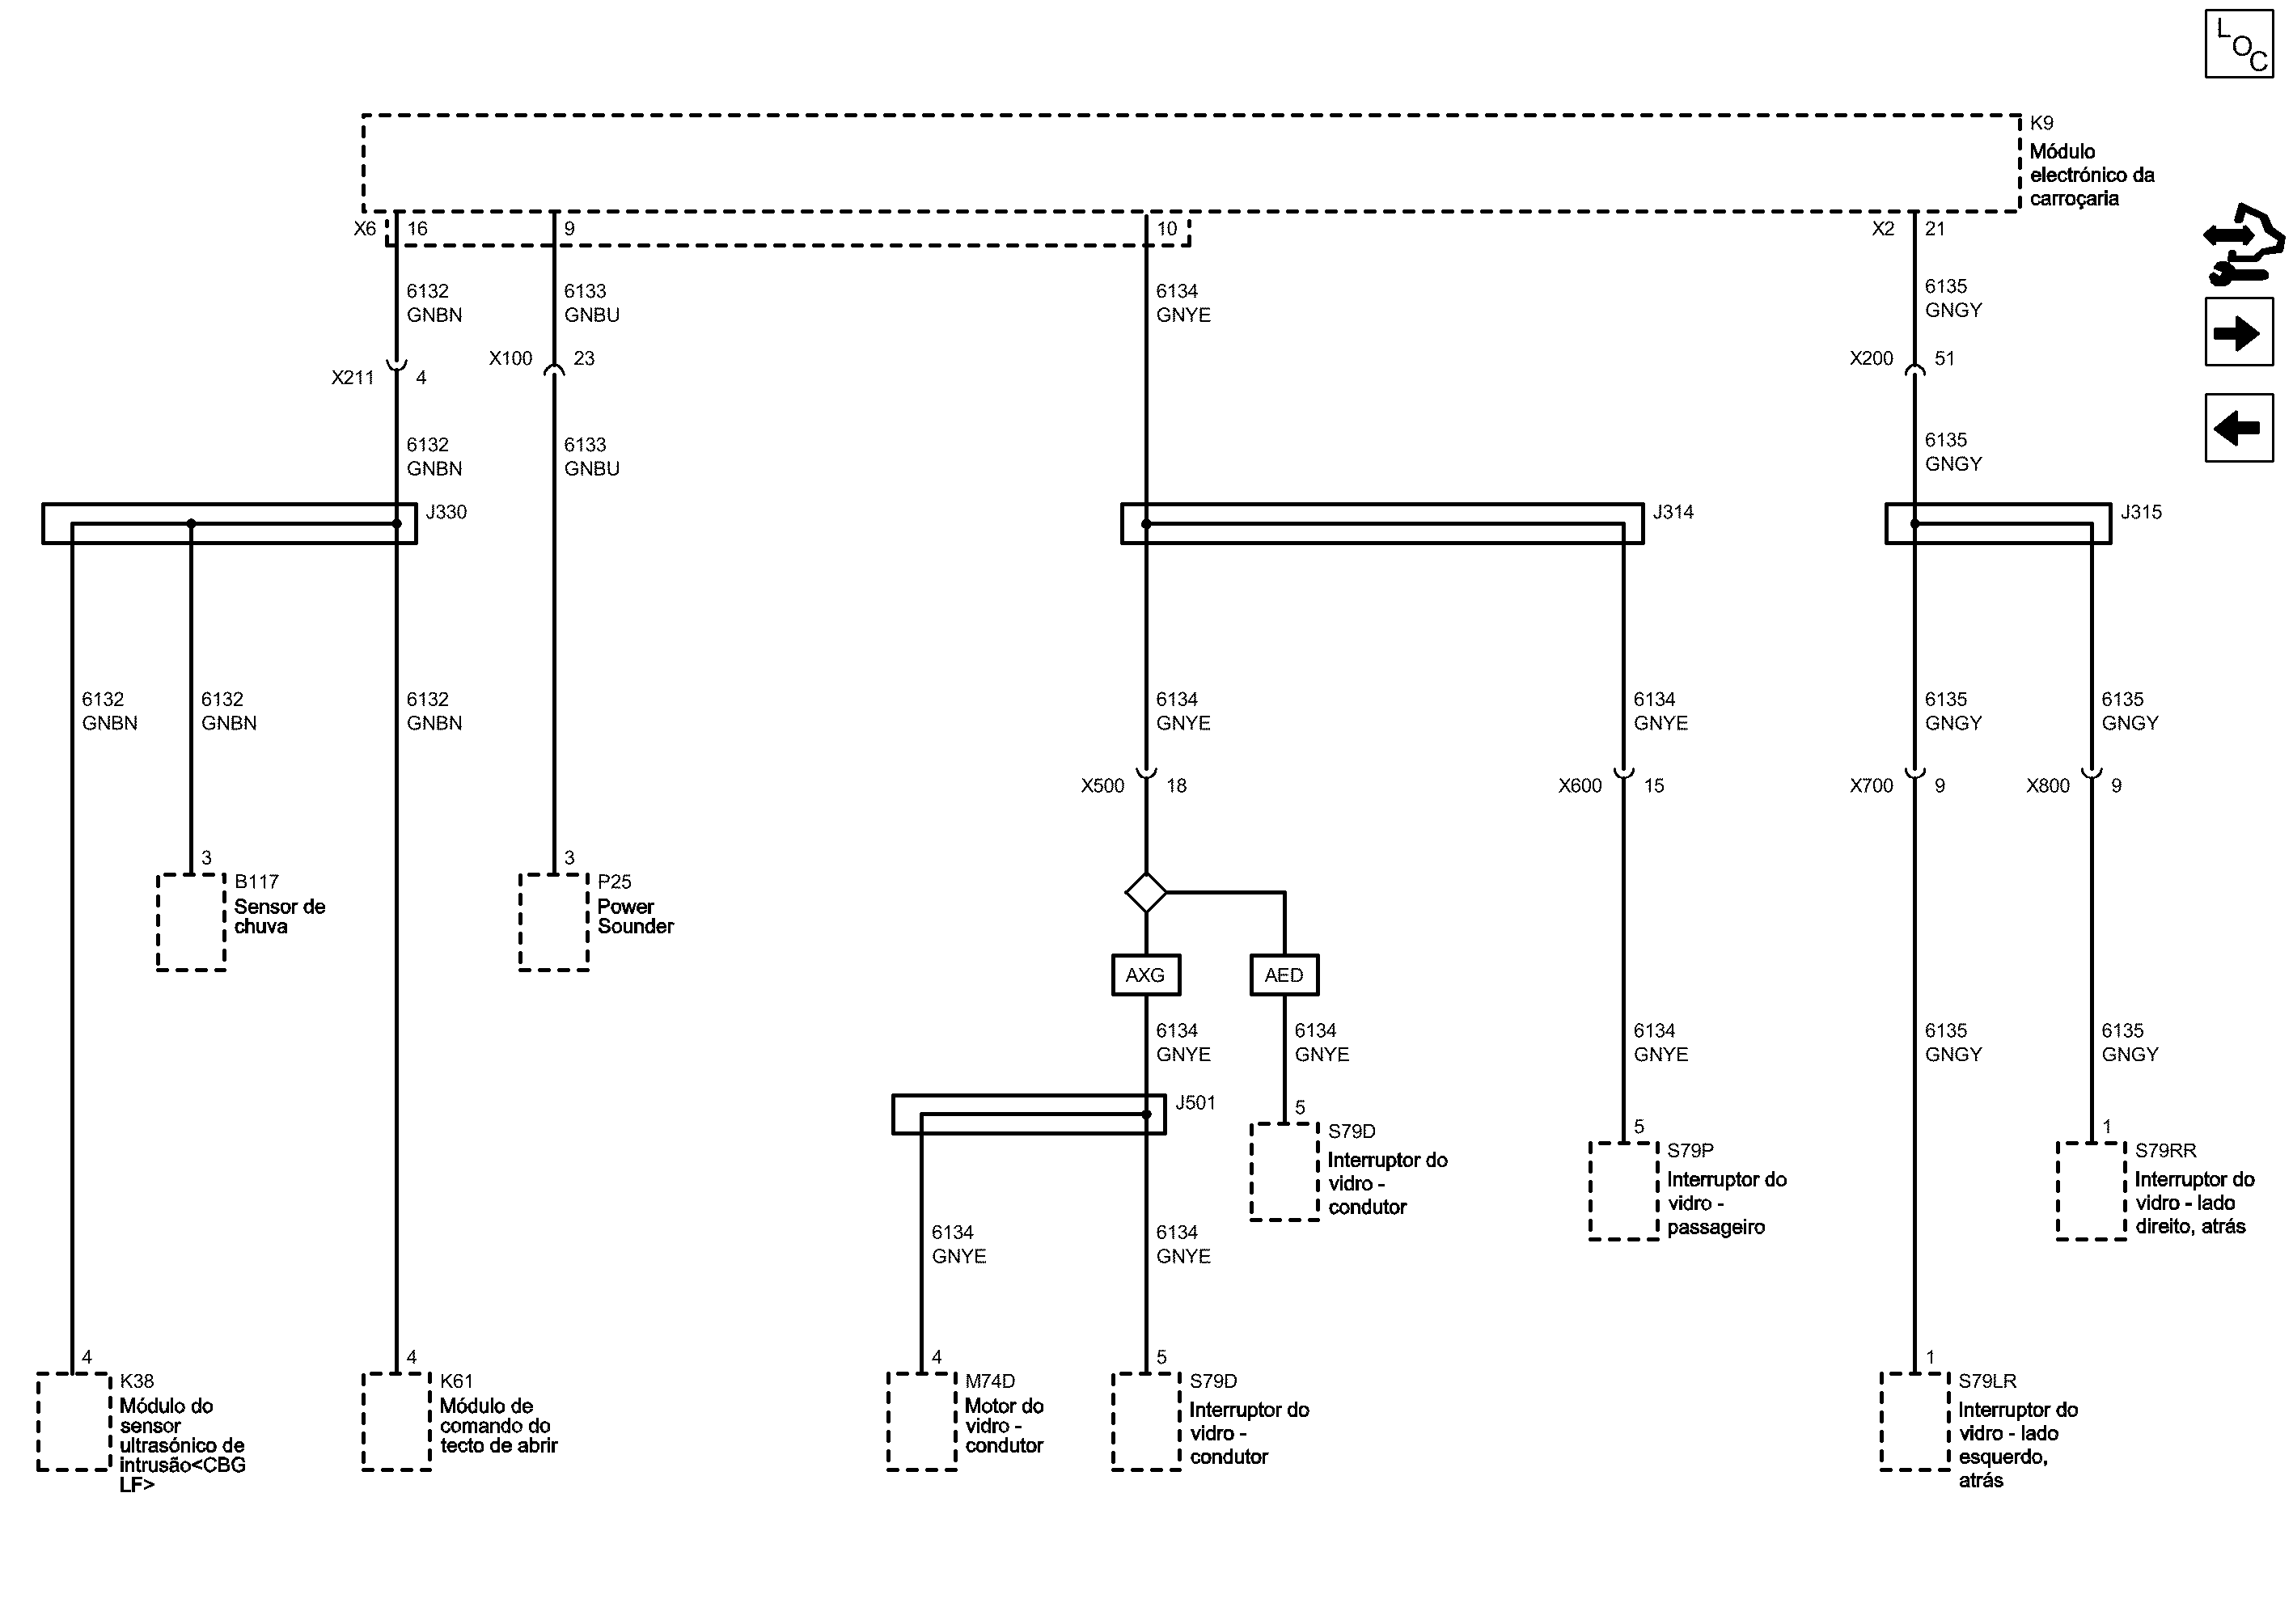 LOC
K9
Módulo
electrónico da
carroçaria
X6 16
9
10
X2 21
6132
GNBN
6133
GNBU
6134
GNYE
6135
GNGY
X211 4
X100 23
X200 51
6132
GNBN
6133
GNBU
6135
GNGY
J330
J314
J315
6132
GNBN
6132
GNBN
6132
GNBN
6134
GNYE
6134
GNYE
6135
GNGY
6135
GNGY
X500 18
X600 15
X700 9
X800 9
3
B117
Sensor de
chuva
3
P25
Power
Sounder
AXG
AED
6134
GNYE
6134
GNYE
6134
GNYE
6135
GNGY
6135
GNGY
J501
5
S79D
Interruptor do
vidro -
condutor
5
S79P
Interruptor do
vidro -
passageiro
1
S79RR
Interruptor do
vidro - lado
direito, atrás
6134
GNYE
6134
GNYE
4
K38
Módulo do
sensor
ultrasónico de
intrusão<CBG
LF>
4
K61
Módulo de
comando do
tecto de abrir
4
M74D
Motor do
vidro -
condutor
5
S79D
Interruptor do
vidro -
condutor
1
S79LR
Interruptor do
vidro - lado
esquerdo,
atrás